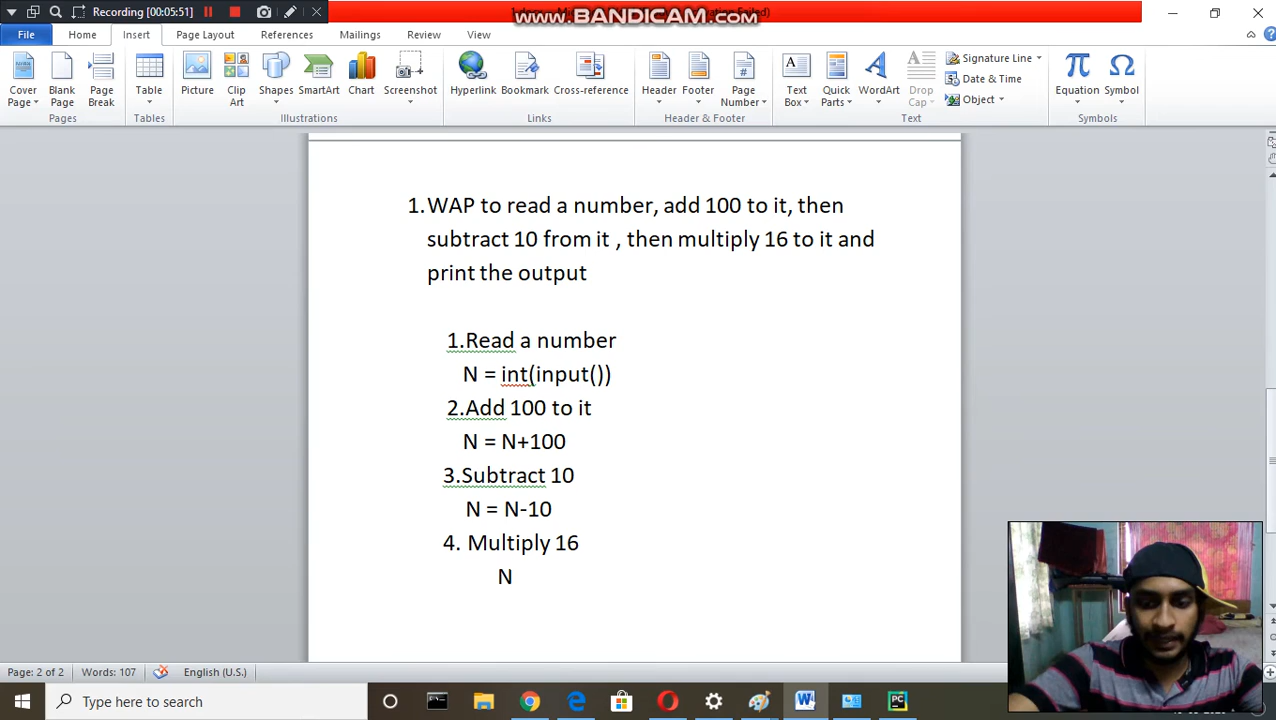 Recording [00:05:51]
www.BANDICAM.com
File Home Insert Page Layout References Mailings Review View
Cover Page
Blank Page
Page Break
Table
Picture
Clip Art
Shapes
SmartArt
Chart
Screenshot
Hyperlink
Bookmark
Cross-reference
Header
Footer
Page Number
Text Box
Quick Parts
WordArt
Drop Cap
Signature Line
Date & Time
Object
Equation
Symbol
Pages Tables Illustrations Links Header & Footer Text Symbols
1. WAP to read a number, add 100 to it, then
subtract 10 from it , then multiply 16 to it and
print the output
1.Read a number
N = int(input())
2.Add 100 to it
N = N+100
3.Subtract 10
N = N-10
4. Multiply 16
N
Page: 2 of 2 Words: 107 English (U.S.)
Type here to search